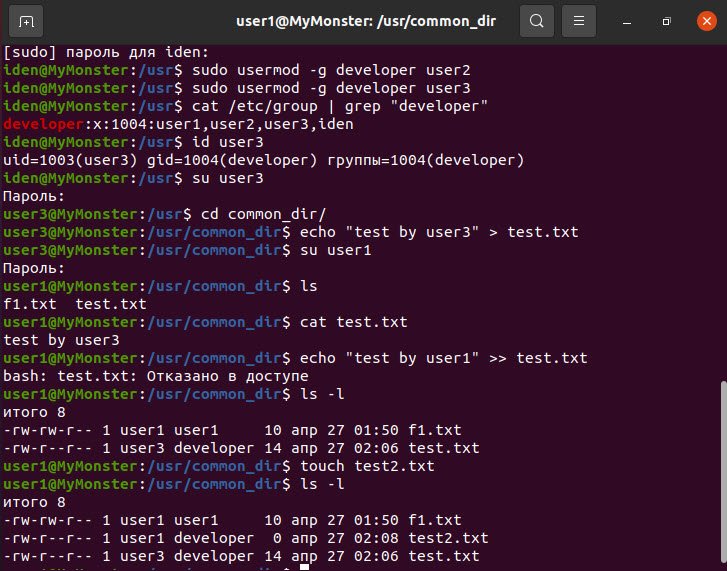 user1@MyMonster: /usr/common_dir
[sudo] пароль для iden:
iden@MyMonster:/usr$ sudo usermod -g developer user2
iden@MyMonster:/usr$ sudo usermod -g developer user3
iden@MyMonster:/usr$ cat /etc/group | grep "developer"
developer:x:1004:user1,user2,user3,iden
iden@MyMonster:/usr$ id user3
uid=1003(user3) gid=1004(developer) группы=1004(developer)
iden@MyMonster:/usr$ su user3
Пароль:
user3@MyMonster:/usr$ cd common_dir/
user3@MyMonster:/usr/common_dir$ echo "test by user3" > test.txt
user3@MyMonster:/usr/common_dir$ su user1
Пароль:
user1@MyMonster:/usr/common_dir$ ls
f1.txt  test.txt
user1@MyMonster:/usr/common_dir$ cat test.txt
test by user3
user1@MyMonster:/usr/common_dir$ echo "test by user1" >> test.txt
bash: test.txt: Отказано в доступе
user1@MyMonster:/usr/common_dir$ ls -l
итого 8
-rw-rw-r-- 1 user1 user1     10 апр 27 01:50 f1.txt
-rw-r--r-- 1 user3 developer 14 апр 27 02:06 test.txt
user1@MyMonster:/usr/common_dir$ touch test2.txt
user1@MyMonster:/usr/common_dir$ ls -l
итого 8
-rw-rw-r-- 1 user1 user1     10 апр 27 01:50 f1.txt
-rw-r--r-- 1 user1 developer  0 апр 27 02:08 test2.txt
-rw-r--r-- 1 user3 developer 14 апр 27 02:06 test.txt
user1@MyMonster:/usr/common_dir$